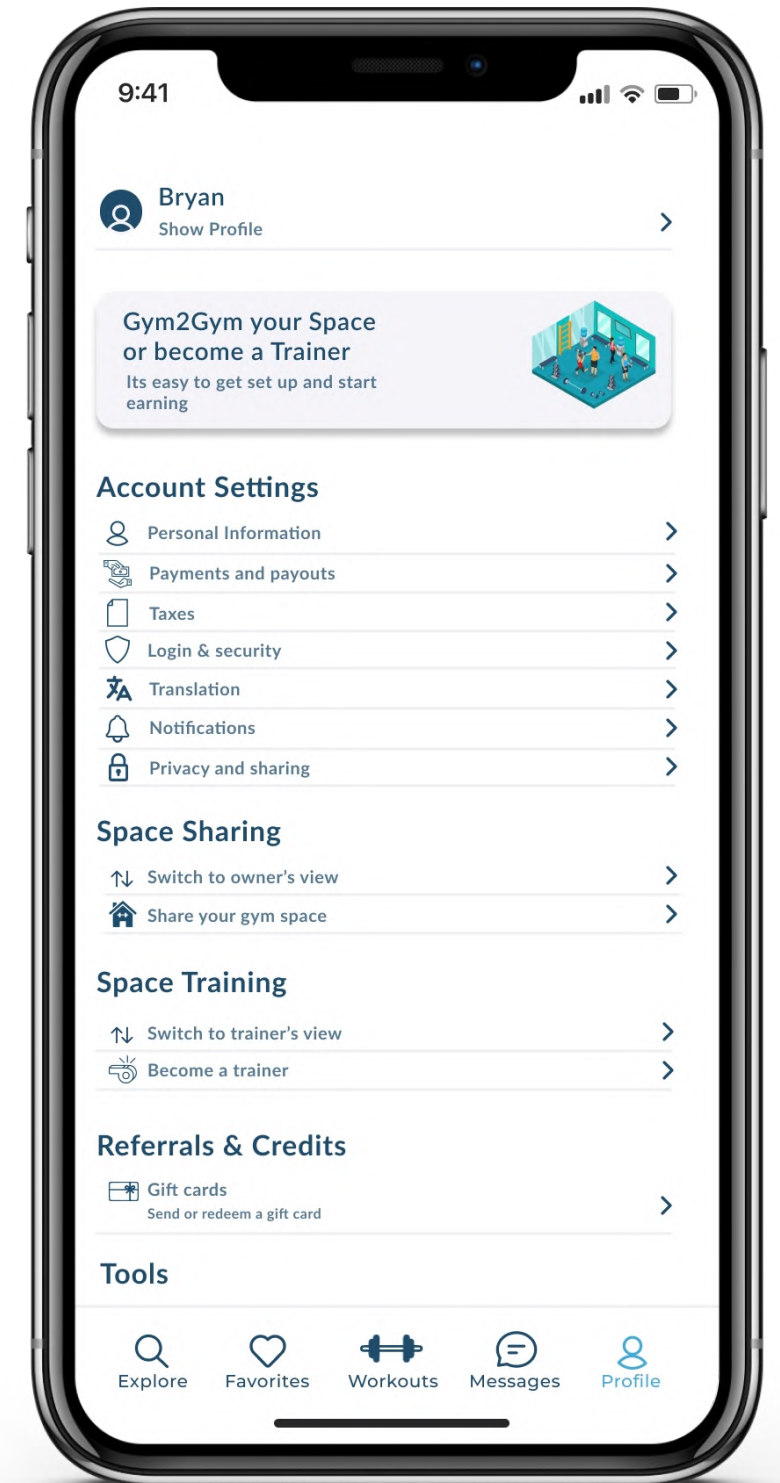 9:41
Bryan
Show Profile
Gym2Gym your Space
or become a Trainer
Its easy to get set up and start
earning
Account Settings
Personal Information
Payments and payouts
Taxes
Login & security
Translation
Notifications
Privacy and sharing
Space Sharing
Switch to owner's view
Share your gym space
Space Training
Switch to trainer's view
Become a trainer
Referrals & Credits
Gift cards
Send or redeem a gift card
Tools
Explore
Favorites
Workouts
Messages
Profile